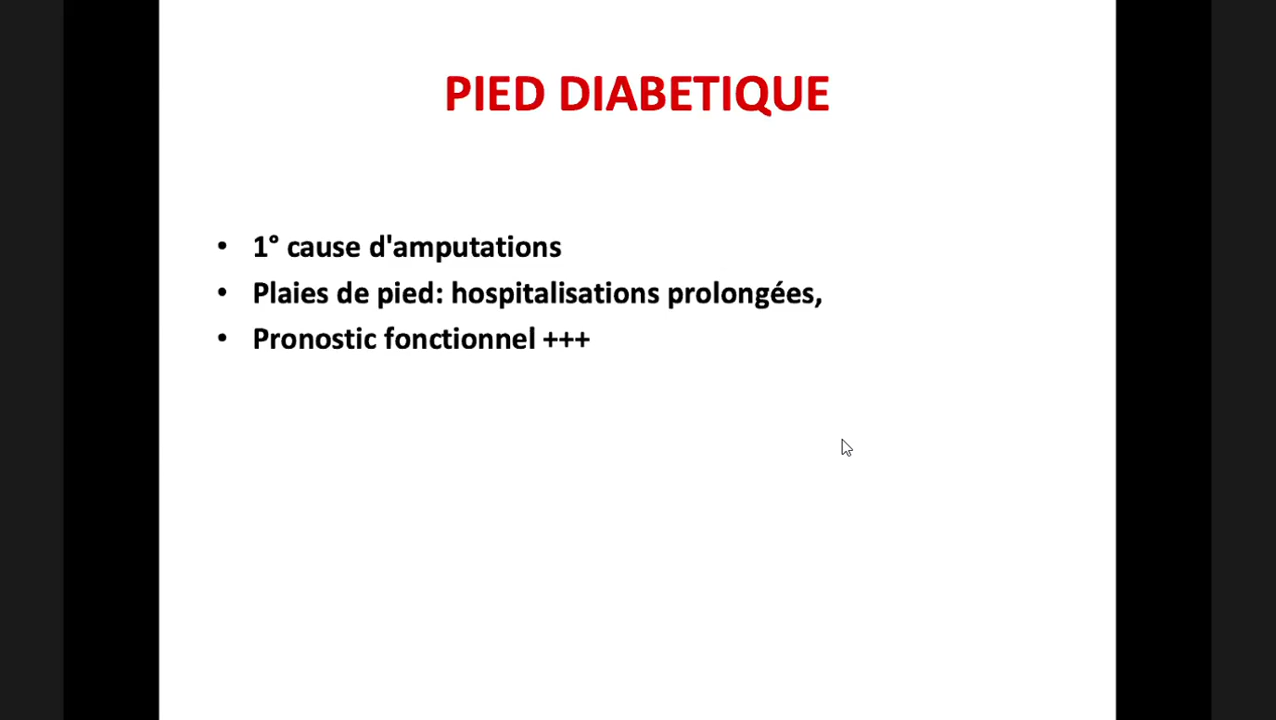 PIED DIABETIQUE
• 1° cause d'amputations
• Plaies de pied: hospitalisations prolongées,
• Pronostic fonctionnel +++